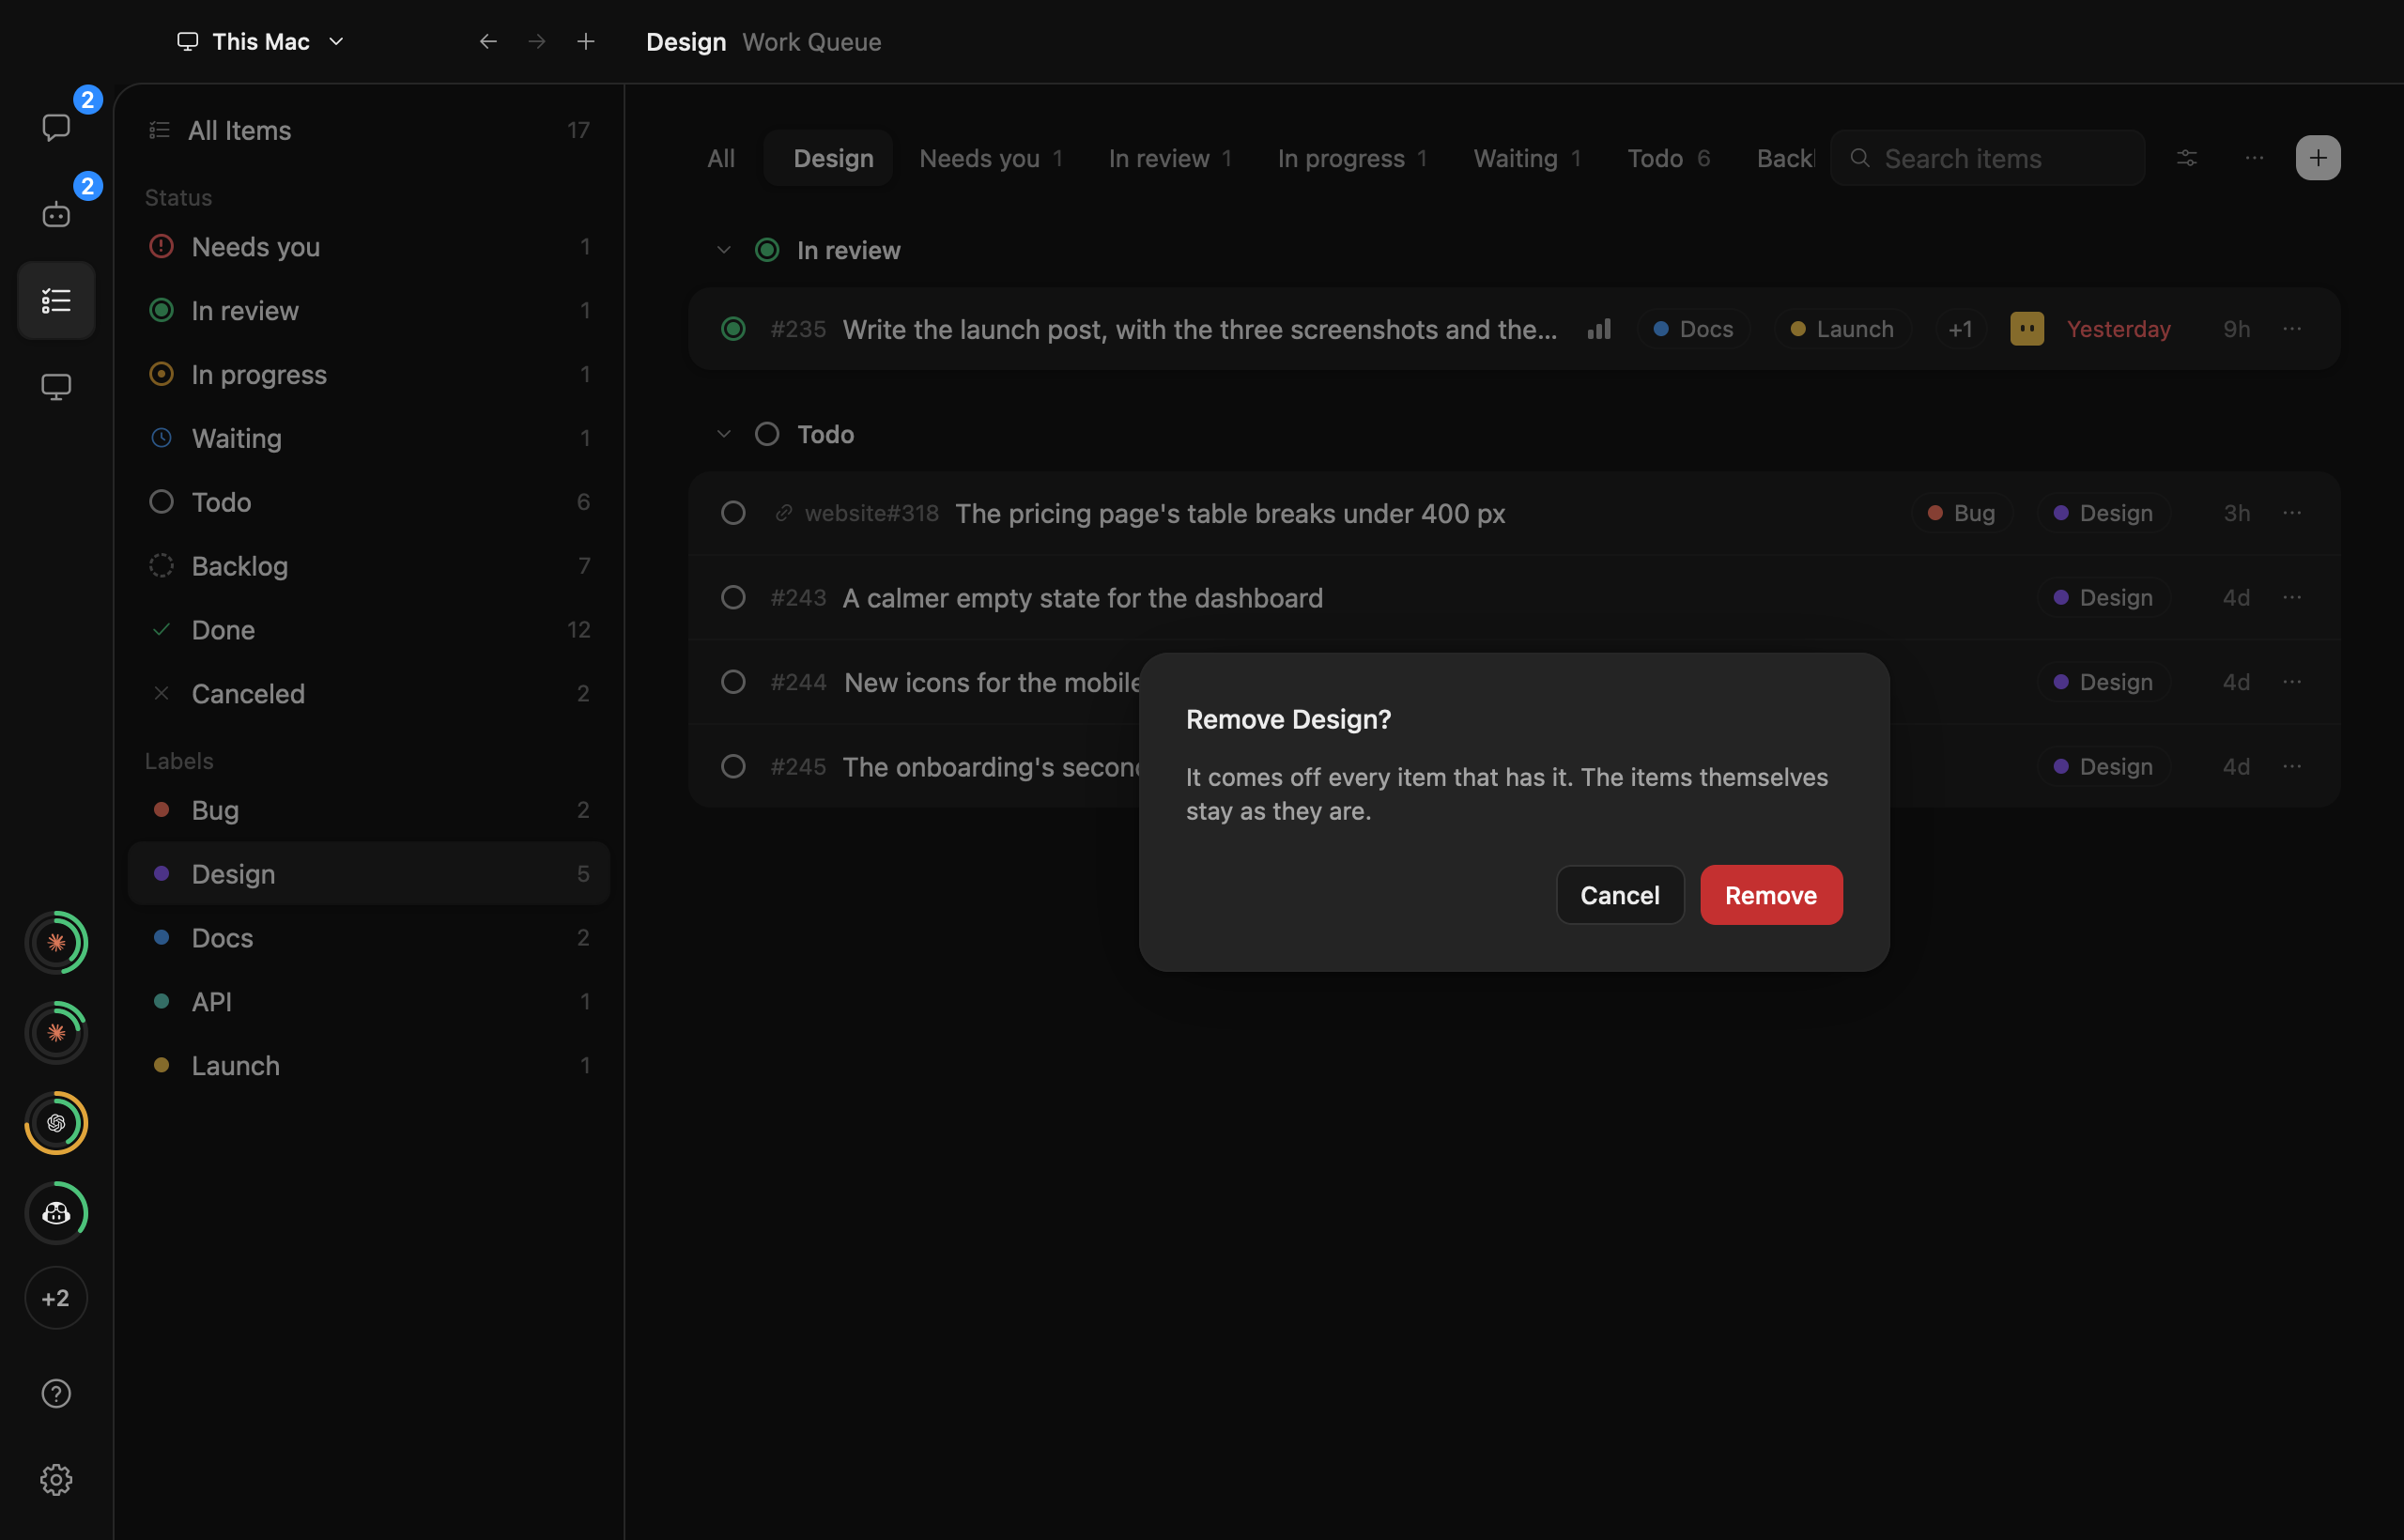 This Mac
Design Work Queue
2
2
All Items 17
Status
Needs you 1
In review 1
In progress 1
Waiting 1
Todo 6
Backlog 7
Done 12
Canceled 2
Labels
Bug 2
Design 5
Docs 2
API 1
Launch 1
+2
All Design Needs you 1 In review 1 In progress 1 Waiting 1 Todo 6 Back Search items
In review
#235 Write the launch post, with the three screenshots and the… Docs Launch +1 Yesterday 9h
Todo
website#318 The pricing page's table breaks under 400 px Bug Design 3h
#243 A calmer empty state for the dashboard Design 4d
#244 New icons for the mobile Design 4d
#245 The onboarding's second Design 4d
Remove Design?
It comes off every item that has it. The items themselves
stay as they are.
Cancel Remove